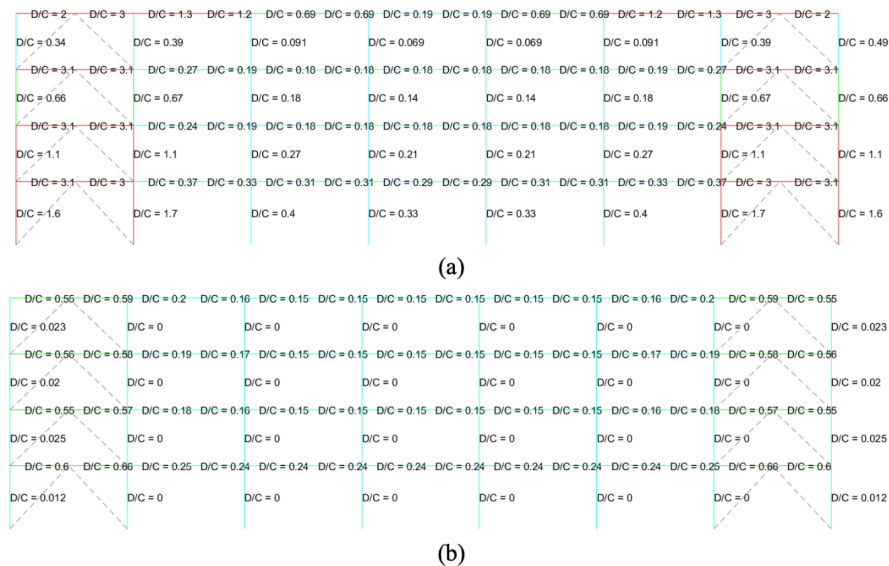 D/C = 2 D/C = 3 D/C = 1.3 D/C = 1.2 D/C = 0.69 D/C = 0.69 D/C = 0.19 D/C = 0.19 D/C = 0.69 D/C = 0.69 D/C = 1.2 D/C = 1.3 D/C = 3 D/C = 2
D/C = 0.34 D/C = 0.39 D/C = 0.091 D/C = 0.069 D/C = 0.069 D/C = 0.091 D/C = 0.39 D/C = 0.49
D/C = 3.1 D/C = 3.1 D/C = 0.27 D/C = 0.19 D/C = 0.18 D/C = 0.18 D/C = 0.18 D/C = 0.18 D/C = 0.18 D/C = 0.18 D/C = 0.19 D/C = 0.27 D/C = 3.1 D/C = 3.1
D/C = 0.66 D/C = 0.67 D/C = 0.18 D/C = 0.14 D/C = 0.14 D/C = 0.18 D/C = 0.67 D/C = 0.66
D/C = 3.1 D/C = 3.1 D/C = 0.24 D/C = 0.19 D/C = 0.18 D/C = 0.18 D/C = 0.18 D/C = 0.18 D/C = 0.18 D/C = 0.18 D/C = 0.19 D/C = 0.24 D/C = 3.1 D/C = 3.1
D/C = 1.1 D/C = 1.1 D/C = 0.27 D/C = 0.21 D/C = 0.21 D/C = 0.27 D/C = 1.1 D/C = 1.1
D/C = 3.1 D/C = 3 D/C = 0.37 D/C = 0.33 D/C = 0.31 D/C = 0.31 D/C = 0.29 D/C = 0.29 D/C = 0.31 D/C = 0.31 D/C = 0.33 D/C = 0.37 D/C = 3 D/C = 3.1
D/C = 1.6 D/C = 1.7 D/C = 0.4 D/C = 0.33 D/C = 0.33 D/C = 0.4 D/C = 1.7 D/C = 1.6
(a)
D/C = 0.55 D/C = 0.59 D/C = 0.2 D/C = 0.16 D/C = 0.15 D/C = 0.15 D/C = 0.15 D/C = 0.15 D/C = 0.15 D/C = 0.15 D/C = 0.16 D/C = 0.2 D/C = 0.59 D/C = 0.55
D/C = 0.023 D/C = 0 D/C = 0 D/C = 0 D/C = 0 D/C = 0 D/C = 0 D/C = 0.023
D/C = 0.56 D/C = 0.58 D/C = 0.19 D/C = 0.17 D/C = 0.15 D/C = 0.15 D/C = 0.15 D/C = 0.15 D/C = 0.15 D/C = 0.15 D/C = 0.17 D/C = 0.19 D/C = 0.58 D/C = 0.56
D/C = 0.02 D/C = 0 D/C = 0 D/C = 0 D/C = 0 D/C = 0 D/C = 0 D/C = 0.02
D/C = 0.55 D/C = 0.57 D/C = 0.18 D/C = 0.16 D/C = 0.15 D/C = 0.15 D/C = 0.15 D/C = 0.15 D/C = 0.15 D/C = 0.15 D/C = 0.16 D/C = 0.18 D/C = 0.57 D/C = 0.55
D/C = 0.025 D/C = 0 D/C = 0 D/C = 0 D/C = 0 D/C = 0 D/C = 0 D/C = 0.025
D/C = 0.6 D/C = 0.66 D/C = 0.25 D/C = 0.24 D/C = 0.24 D/C = 0.24 D/C = 0.24 D/C = 0.24 D/C = 0.24 D/C = 0.24 D/C = 0.24 D/C = 0.25 D/C = 0.66 D/C = 0.6
D/C = 0.012 D/C = 0 D/C = 0 D/C = 0 D/C = 0 D/C = 0 D/C = 0 D/C = 0.012
(b)